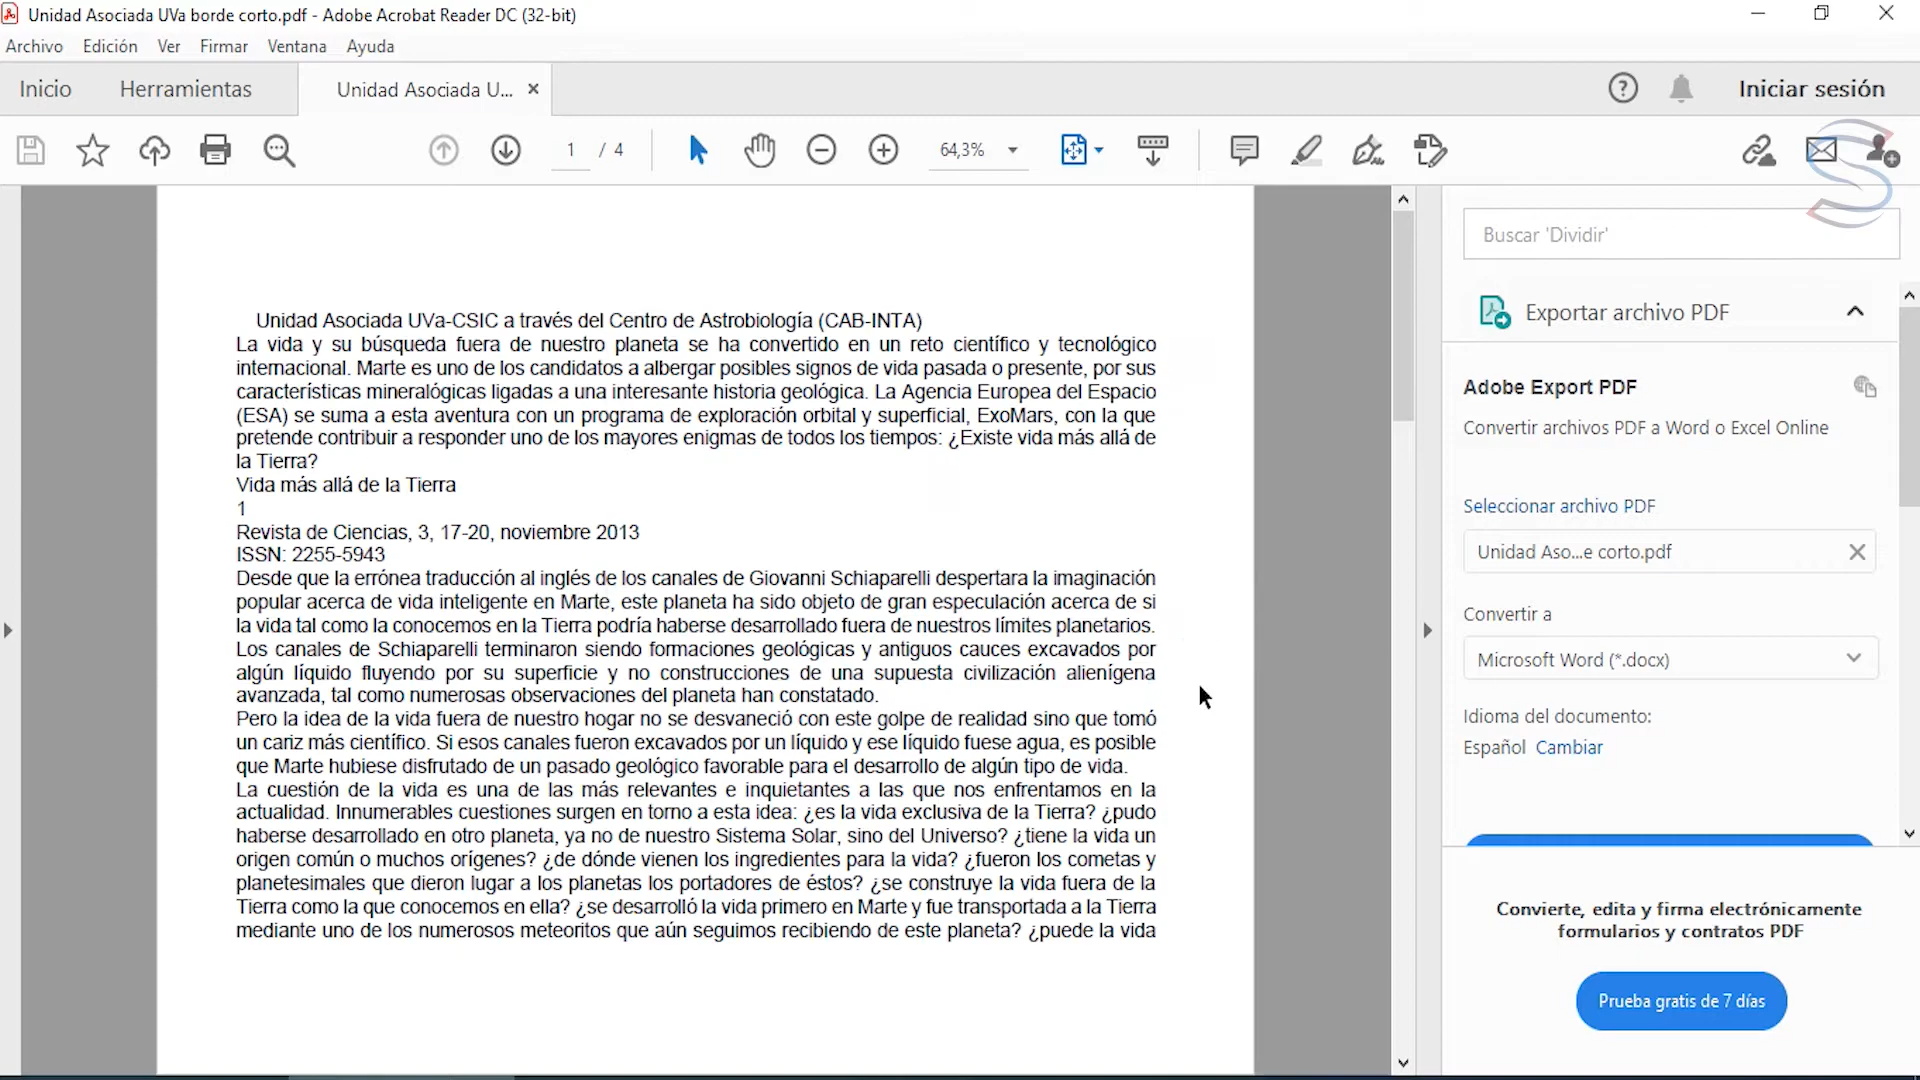 Unidad Asociada UVa borde corto.pdf - Adobe Acrobat Reader DC (32-bit)
Archivo Edición Ver Firmar Ventana Ayuda
Inicio Herramientas Unidad Asociada U... Iniciar sesión
1 / 4 64,3%
Buscar 'Dividir'
Exportar archivo PDF
Adobe Export PDF
Convertir archivos PDF a Word o Excel Online
Seleccionar archivo PDF
Unidad Aso...e corto.pdf
Convertir a
Microsoft Word (*.docx)
Idioma del documento:
Español Cambiar
Convierte, edita y firma electrónicamente
formularios y contratos PDF
Prueba gratis de 7 días
Unidad Asociada UVa-CSIC a través del Centro de Astrobiología (CAB-INTA)
La vida y su búsqueda fuera de nuestro planeta se ha convertido en un reto científico y tecnológico
internacional. Marte es uno de los candidatos a albergar posibles signos de vida pasada o presente, por sus
características mineralógicas ligadas a una interesante historia geológica. La Agencia Europea del Espacio
(ESA) se suma a esta aventura con un programa de exploración orbital y superficial, ExoMars, con la que
pretende contribuir a responder uno de los mayores enigmas de todos los tiempos: ¿Existe vida más allá de
la Tierra?
Vida más allá de la Tierra
1
Revista de Ciencias, 3, 17-20, noviembre 2013
ISSN: 2255-5943
Desde que la errónea traducción al inglés de los canales de Giovanni Schiaparelli despertara la imaginación
popular acerca de vida inteligente en Marte, este planeta ha sido objeto de gran especulación acerca de si
la vida tal como la conocemos en la Tierra podría haberse desarrollado fuera de nuestros límites planetarios.
Los canales de Schiaparelli terminaron siendo formaciones geológicas y antiguos cauces excavados por
algún líquido fluyendo por su superficie y no construcciones de una supuesta civilización alienígena
avanzada, tal como numerosas observaciones del planeta han constatado.
Pero la idea de la vida fuera de nuestro hogar no se desvaneció con este golpe de realidad sino que tomó
un cariz más científico. Si esos canales fueron excavados por un líquido y ese líquido fuese agua, es posible
que Marte hubiese disfrutado de un pasado geológico favorable para el desarrollo de algún tipo de vida.
La cuestión de la vida es una de las más relevantes e inquietantes a las que nos enfrentamos en la
actualidad. Innumerables cuestiones surgen en torno a esta idea: ¿es la vida exclusiva de la Tierra? ¿pudo
haberse desarrollado en otro planeta, ya no de nuestro Sistema Solar, sino del Universo? ¿tiene la vida un
origen común o muchos orígenes? ¿de dónde vienen los ingredientes para la vida? ¿fueron los cometas y
planetesimales que dieron lugar a los planetas los portadores de éstos? ¿se construye la vida fuera de la
Tierra como la que conocemos en ella? ¿se desarrolló la vida primero en Marte y fue transportada a la Tierra
mediante uno de los numerosos meteoritos que aún seguimos recibiendo de este planeta? ¿puede la vida